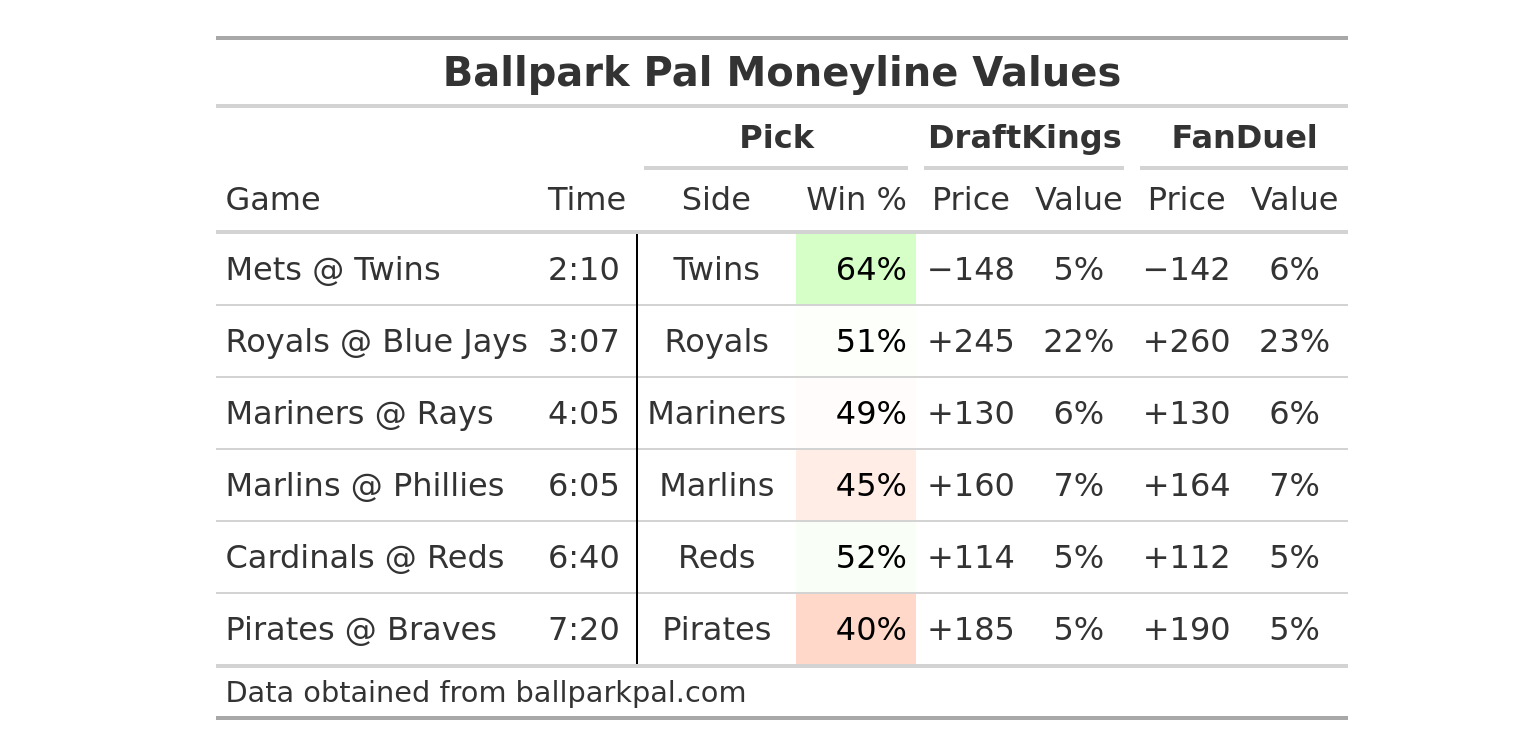 Ballpark Pal Moneyline Values
Pick DraftKings FanDuel
Game Time Side Win % Price Value Price Value
Mets @ Twins 2:10 Twins 64% −148 5% −142 6%
Royals @ Blue Jays 3:07 Royals 51% +245 22% +260 23%
Mariners @ Rays 4:05 Mariners 49% +130 6% +130 6%
Marlins @ Phillies 6:05 Marlins 45% +160 7% +164 7%
Cardinals @ Reds 6:40 Reds 52% +114 5% +112 5%
Pirates @ Braves 7:20 Pirates 40% +185 5% +190 5%
Data obtained from ballparkpal.com